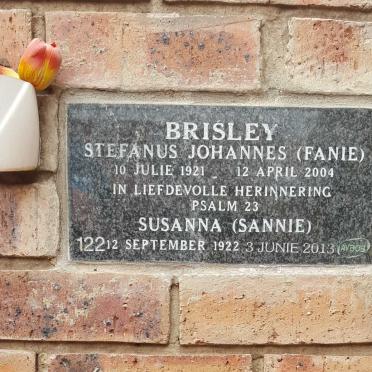 BRISLEY
STEFANUS JOHANNES (FANIE)
10 JULIE 1921 12 APRIL 2004
IN LIEFDEVOLLE HERINNERING
PSALM 23
SUSANNA (SANNIE)
122 12 SEPTEMBER 1922 3 JUNIE 2013